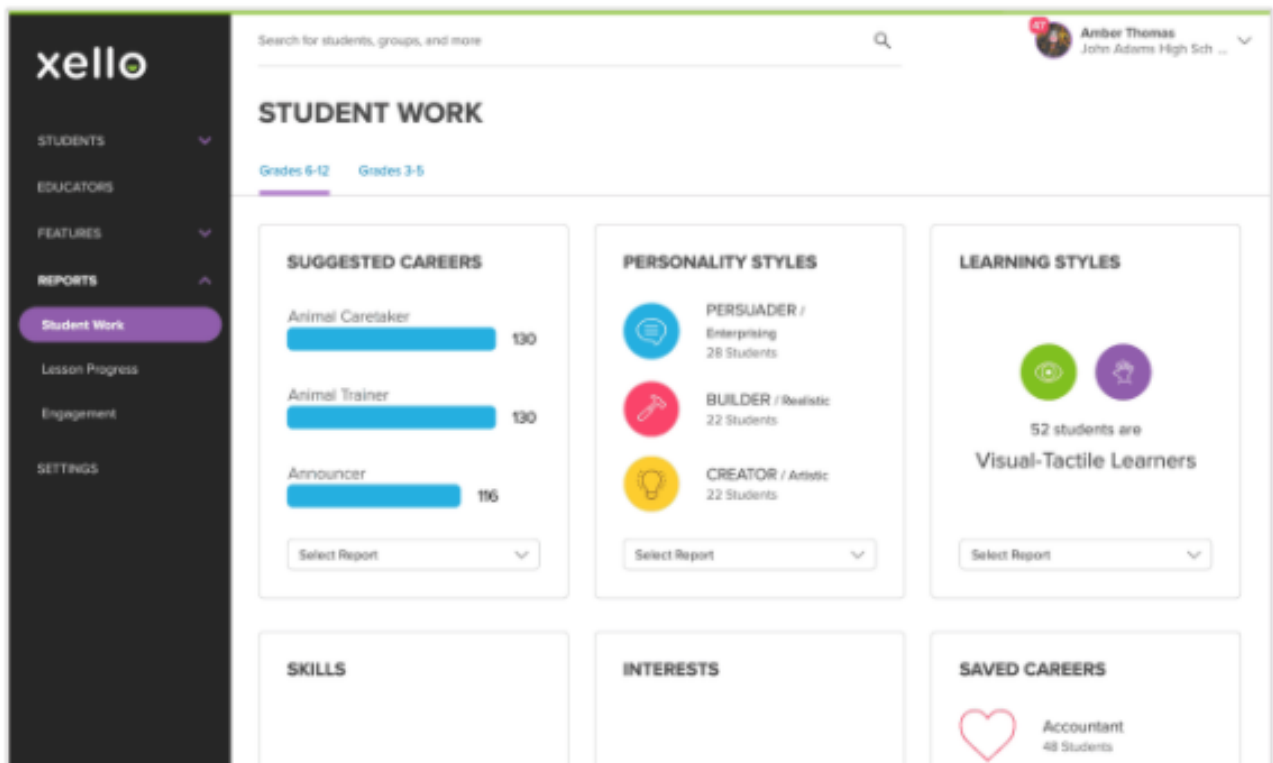 xello
Search for students, groups, and more
47
Amber Thomas
John Adams High Sch ...
STUDENTS
EDUCATORS
FEATURES
REPORTS
Student Work
Lesson Progress
Engagement
SETTINGS
STUDENT WORK
Grades 6-12
Grades 3-5
SUGGESTED CAREERS
Animal Caretaker
130
Animal Trainer
130
Announcer
116
Select Report
PERSONALITY STYLES
PERSUADER /
Enterprising
28 Students
BUILDER / Realistic
22 Students
CREATOR / Artistic
22 Students
Select Report
LEARNING STYLES
52 students are
Visual-Tactile Learners
Select Report
SKILLS
INTERESTS
SAVED CAREERS
Accountant
48 Students